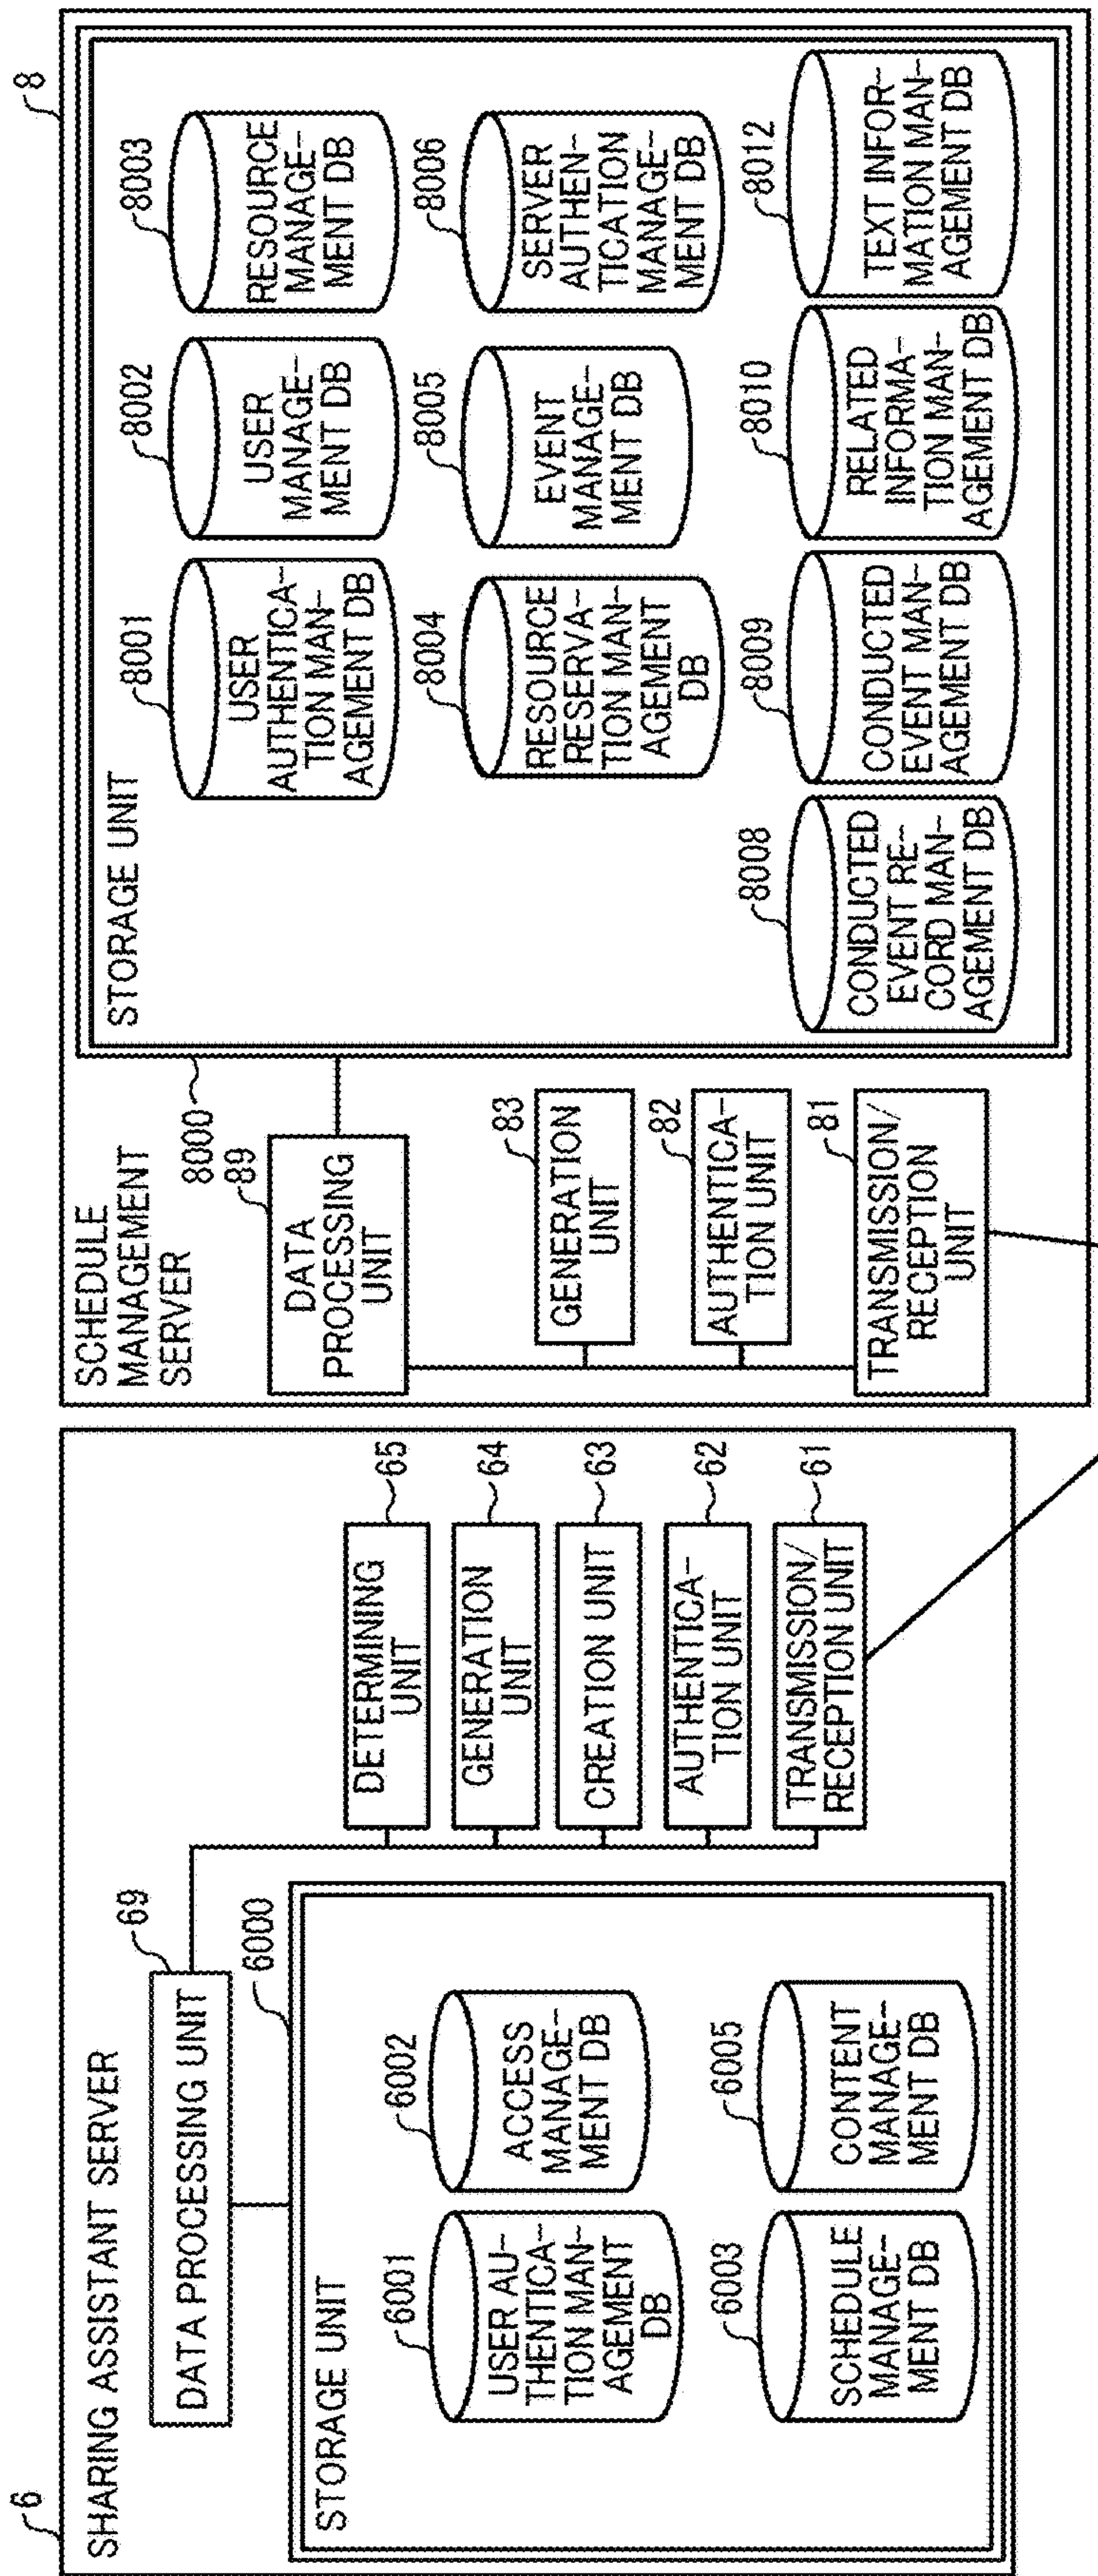 6
SHARING ASSISTANT SERVER
69
DATA PROCESSING UNIT
6000
STORAGE UNIT
6001
USER AU-
THENTICA-
TION MAN-
AGEMENT
DB
6002
ACCESS
MANAGE-
MENT DB
6003
SCHEDULE
MANAGE-
MENT DB
6005
CONTENT
MANAGE-
MENT DB
DETERMINING
UNIT
65
GENERATION
UNIT
64
CREATION UNIT
63
AUTHENTICA-
TION UNIT
62
TRANSMISSION/
RECEPTION UNIT
61
8
SCHEDULE
MANAGEMENT
SERVER
8000
89
DATA
PROCESSING
UNIT
83
GENERATION
UNIT
82
AUTHENTICA-
TION UNIT
81
TRANSMISSION/
RECEPTION
UNIT
STORAGE UNIT
8001
USER
AUTHENTICA-
TION MAN-
AGEMENT DB
8002
USER
MANAGE-
MENT DB
8003
RESOURCE
MANAGE-
MENT DB
8004
RESOURCE
RESERVA-
TION MAN-
AGEMENT
DB
8005
EVENT
MANAGE-
MENT DB
8006
SERVER
AUTHEN-
TICATION
MANAGE-
MENT DB
8008
CONDUCTED
EVENT RE-
CORD MAN-
AGEMENT DB
8009
CONDUCTED
EVENT MAN-
AGEMENT DB
8010
RELATED
INFORMA-
TION MAN-
AGEMENT DB
8012
TEXT INFOR-
MATION MAN-
AGEMENT DB